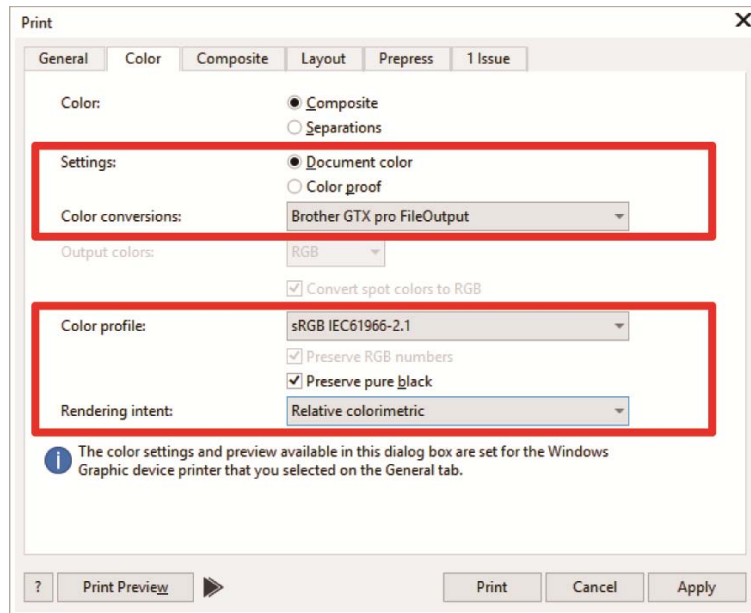 Print
General Color Composite Layout Prepress 1 Issue
Color: Composite
Separations
Settings: Document color
Color proof
Color conversions: Brother GTX pro FileOutput
Output colors: RGB
Convert spot colors to RGB
Color profile: sRGB IEC61966-2.1
Preserve RGB numbers
Preserve pure black
Rendering intent: Relative colorimetric
The color settings and preview available in this dialog box are set for the Windows
Graphic device printer that you selected on the General tab.
? Print Preview Print Cancel Apply